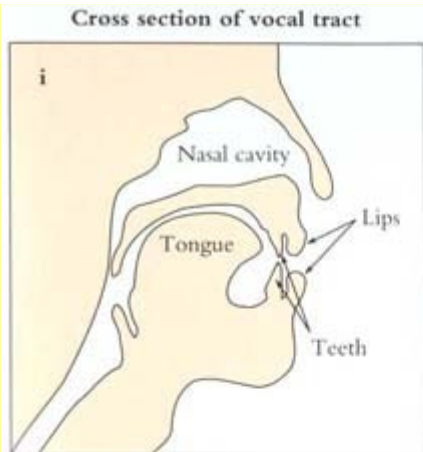 Cross section of vocal tract
i
Nasal cavity
Lips
Tongue
Teeth